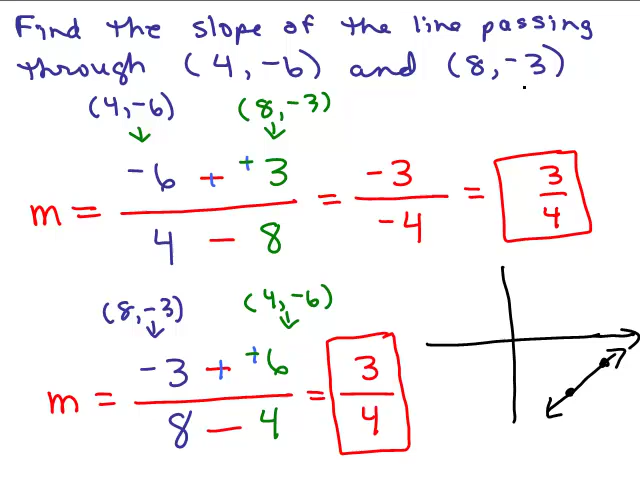 Find the slope of the line passing
through (4, -6) and (8, -3)
(4, -6) (8, -3)
m = -6 + +3 / 4 - 8 = -3 / -4 = 3 / 4
(8, -3) (4, -6)
m = -3 + +6 / 8 - 4 = 3 / 4